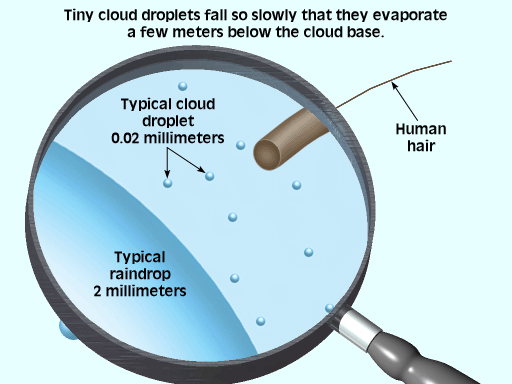 Tiny cloud droplets fall so slowly that they evaporate
a few meters below the cloud base.
Typical cloud
droplet
0.02 millimeters
Human
hair
Typical
raindrop
2 millimeters